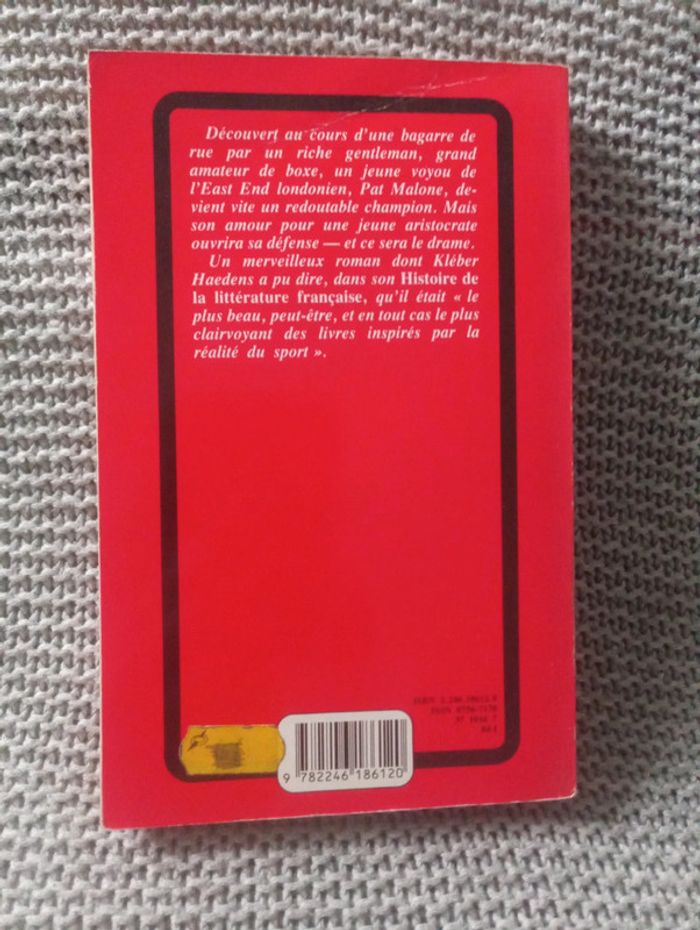 Découvert au cours d'une bagarre de
rue par un riche gentleman, grand
amateur de boxe, un jeune voyou de
l'East End londonien, Pat Malone, de-
vient vite un redoutable champion. Mais
son amour pour une jeune aristocrate
ouvrira sa défense — et ce sera le drame.
Un merveilleux roman dont Kléber
Haedens a pu dire, dans son Histoire de
la littérature française, qu'il était « le
plus beau, peut-être, et en tout cas le plus
clairvoyant des livres inspirés par la
réalité du sport ».
ISBN
ISSN 0756-7170
9 782246 186120